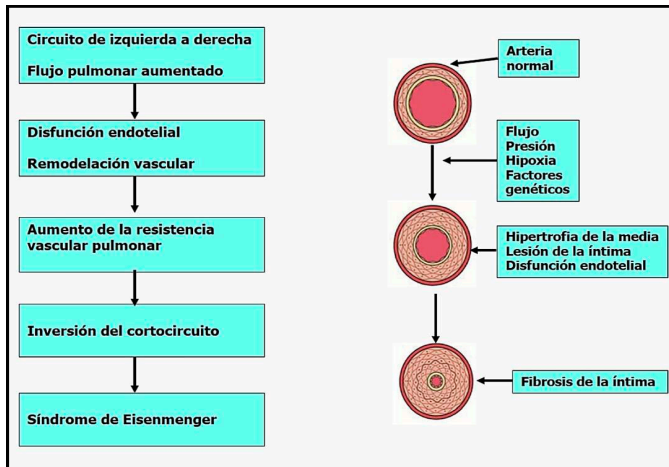 Circuito de izquierda a derecha
Flujo pulmonar aumentado
Disfunción endotelial
Remodelación vascular
Aumento de la resistencia
vascular pulmonar
Inversión del cortocircuito
Síndrome de Eisenmenger
Arteria
normal
Flujo
Presión
Hipoxia
Factores
genéticos
Hipertrofia de la media
Lesión de la íntima
Disfunción endotelial
Fibrosis de la íntima